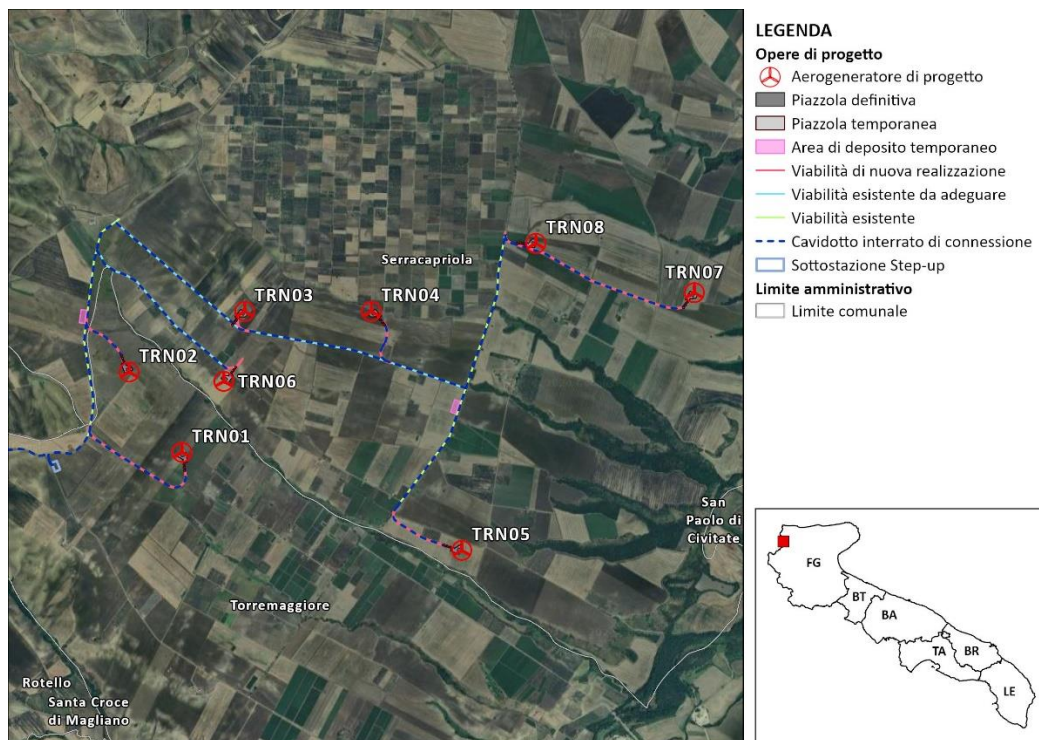 TRN08
Serracapriola
TRN07
TRN03
TRN04
TRN02
TRN06
TRN01
San
Paolo di
Civitate
TRN05
Torremaggiore
Rotello
Santa Croce
di Magliano
LEGENDA
Opere di progetto
Aerogeneratore di progetto
Piazzola definitiva
Piazzola temporanea
Area di deposito temporaneo
Viabilità di nuova realizzazione
Viabilità esistente da adeguare
Viabilità esistente
Cavidotto interrato di connessione
Sottostazione Step-up
Limite amministrativo
Limite comunale
FG
BT
BA
TA
BR
LE